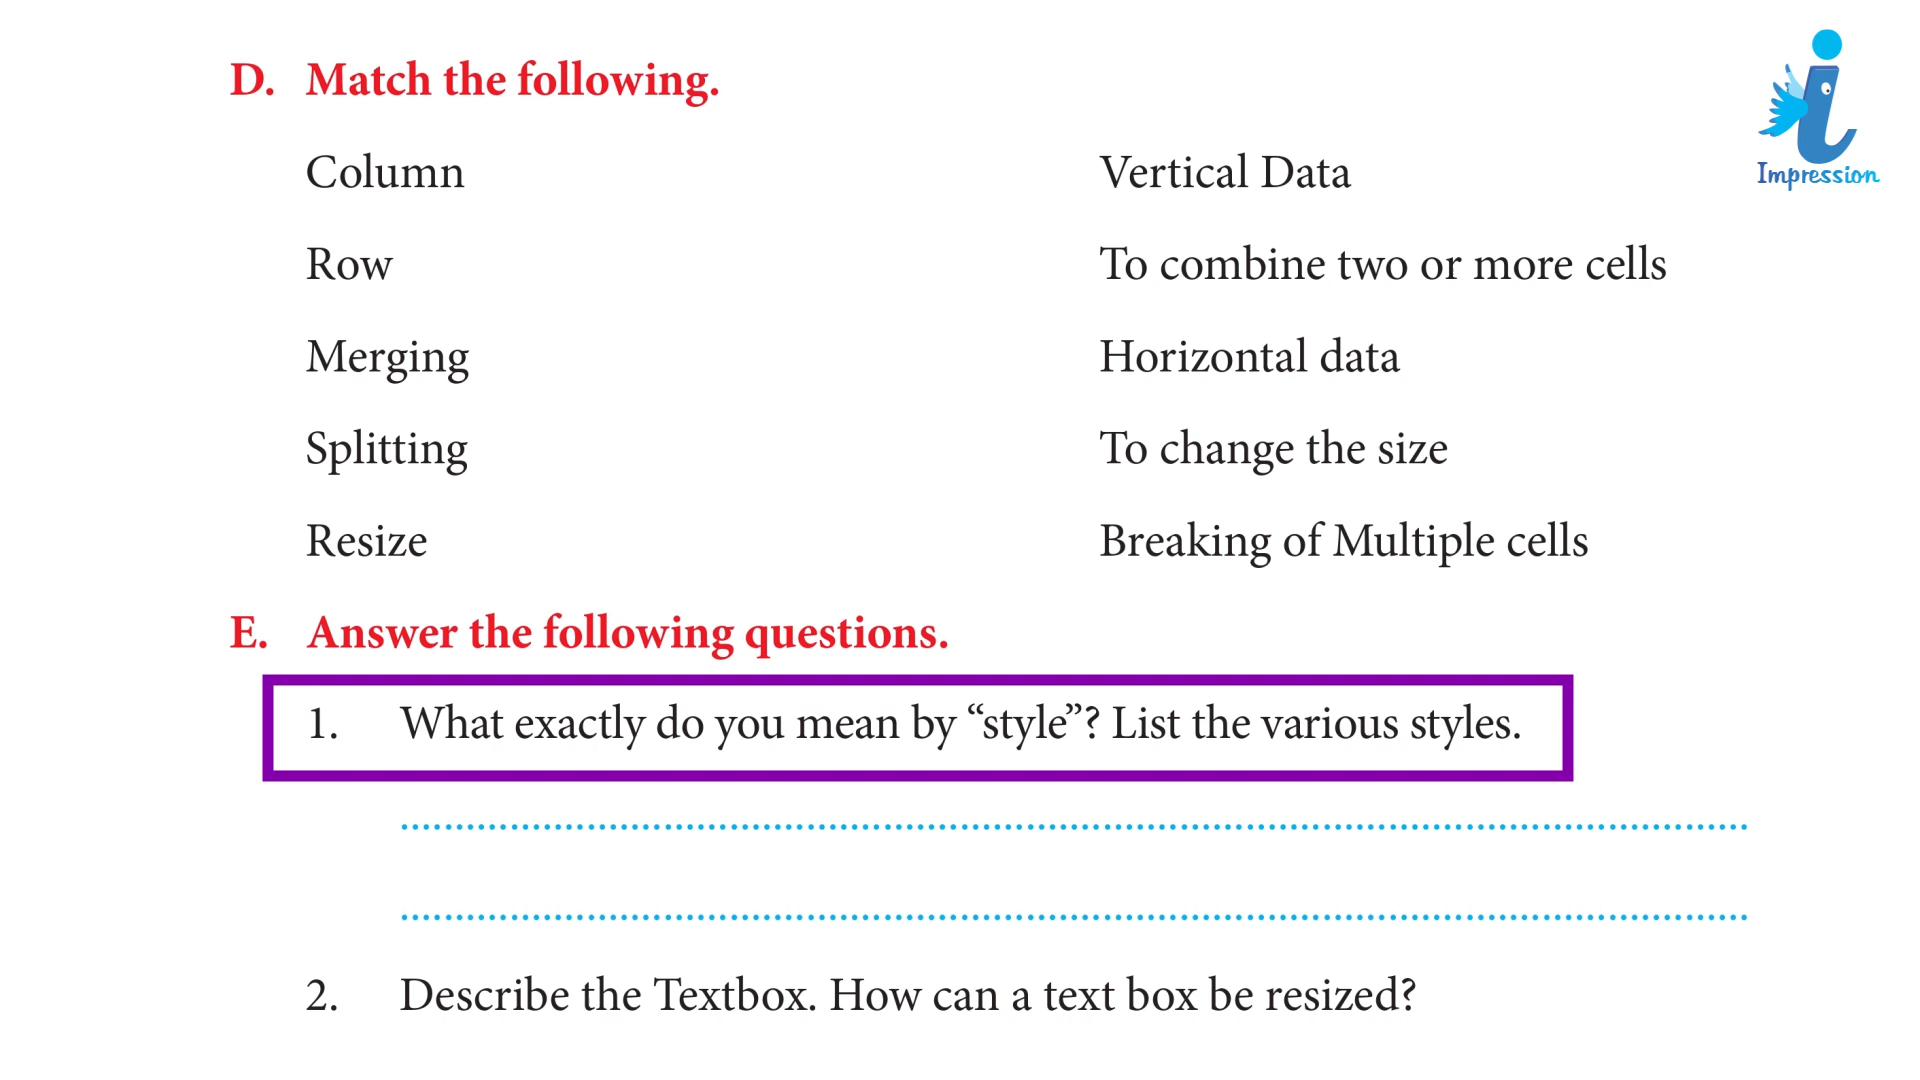 D. Match the following.
Impression
Column Vertical Data
Row To combine two or more cells
Merging Horizontal data
Splitting To change the size
Resize Breaking of Multiple cells
E. Answer the following questions.
1. What exactly do you mean by “style”? List the various styles.
2. Describe the Textbox. How can a text box be resized?